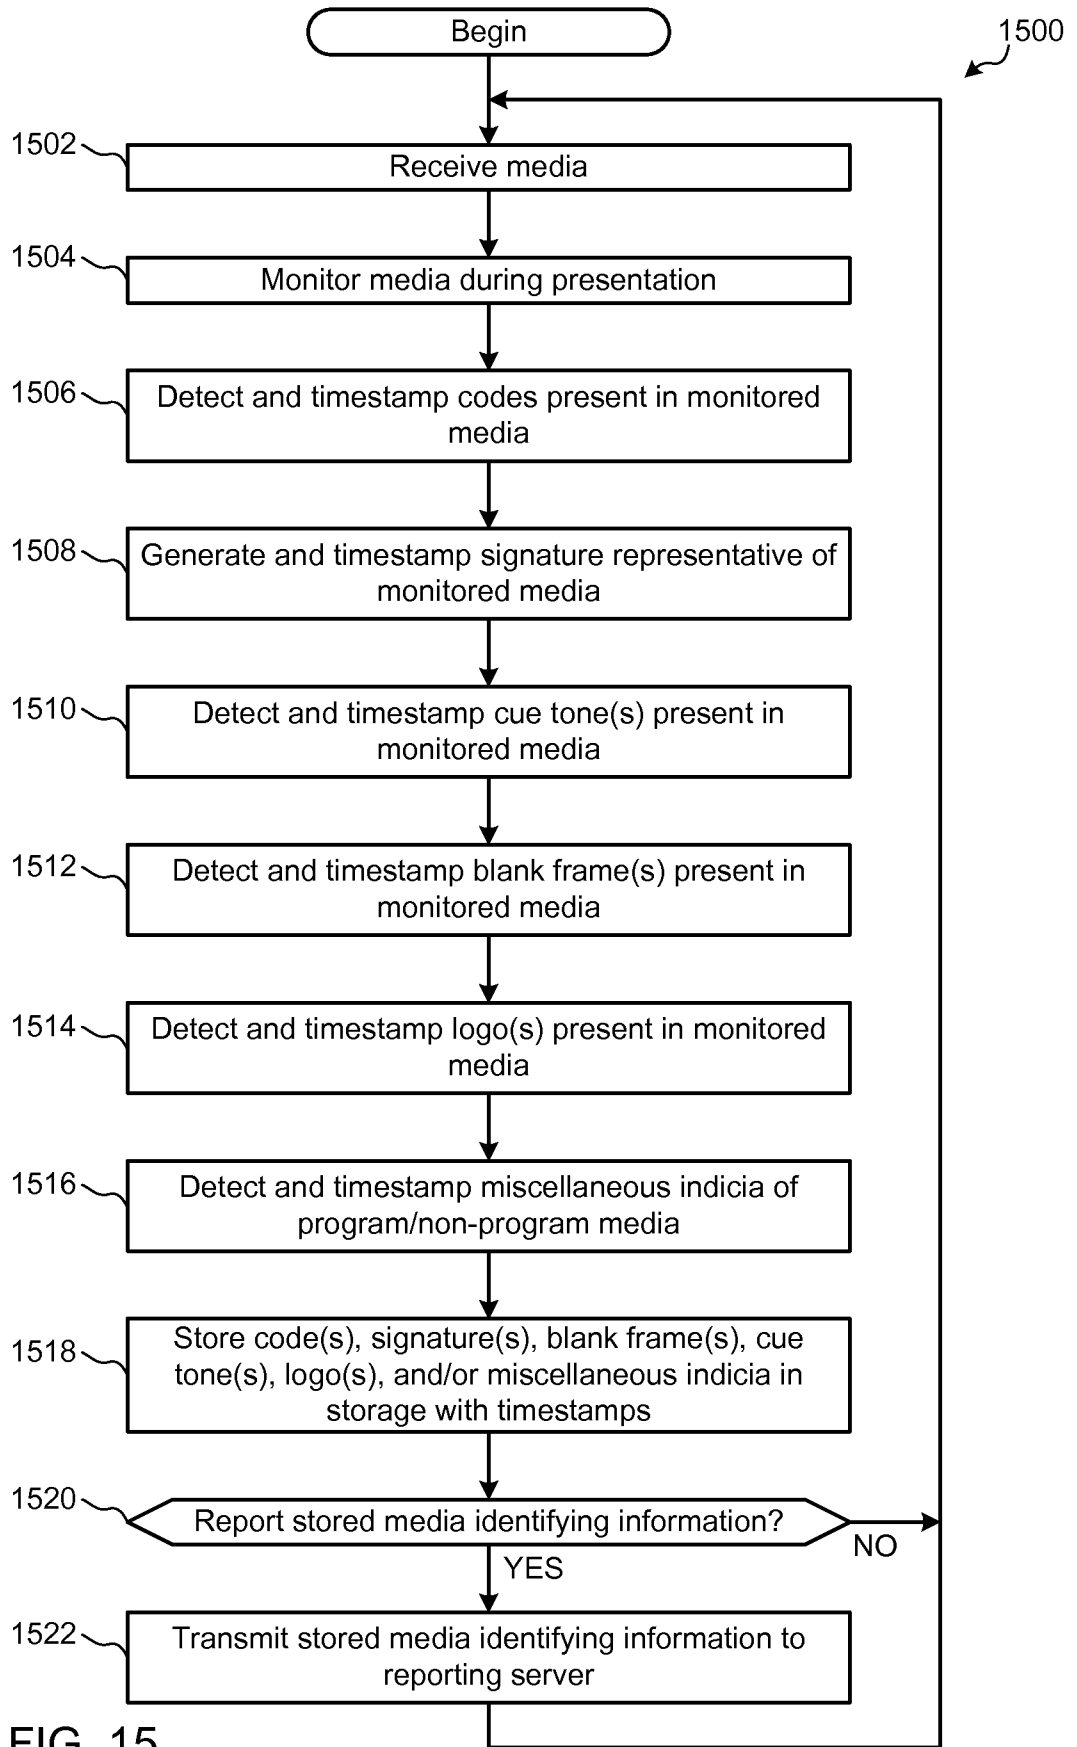 Begin
1500
1502
Receive media
1504
Monitor media during presentation
1506
Detect and timestamp codes present in monitored
media
1508
Generate and timestamp signature representative of
monitored media
1510
Detect and timestamp cue tone(s) present in
monitored media
1512
Detect and timestamp blank frame(s) present in
monitored media
1514
Detect and timestamp logo(s) present in monitored
media
1516
Detect and timestamp miscellaneous indicia of
program/non-program media
1518
Store code(s), signature(s), blank frame(s), cue
tone(s), logo(s), and/or miscellaneous indicia in
storage with timestamps
1520
Report stored media identifying information?
NO
YES
1522
Transmit stored media identifying information to
reporting server
FIG. 15